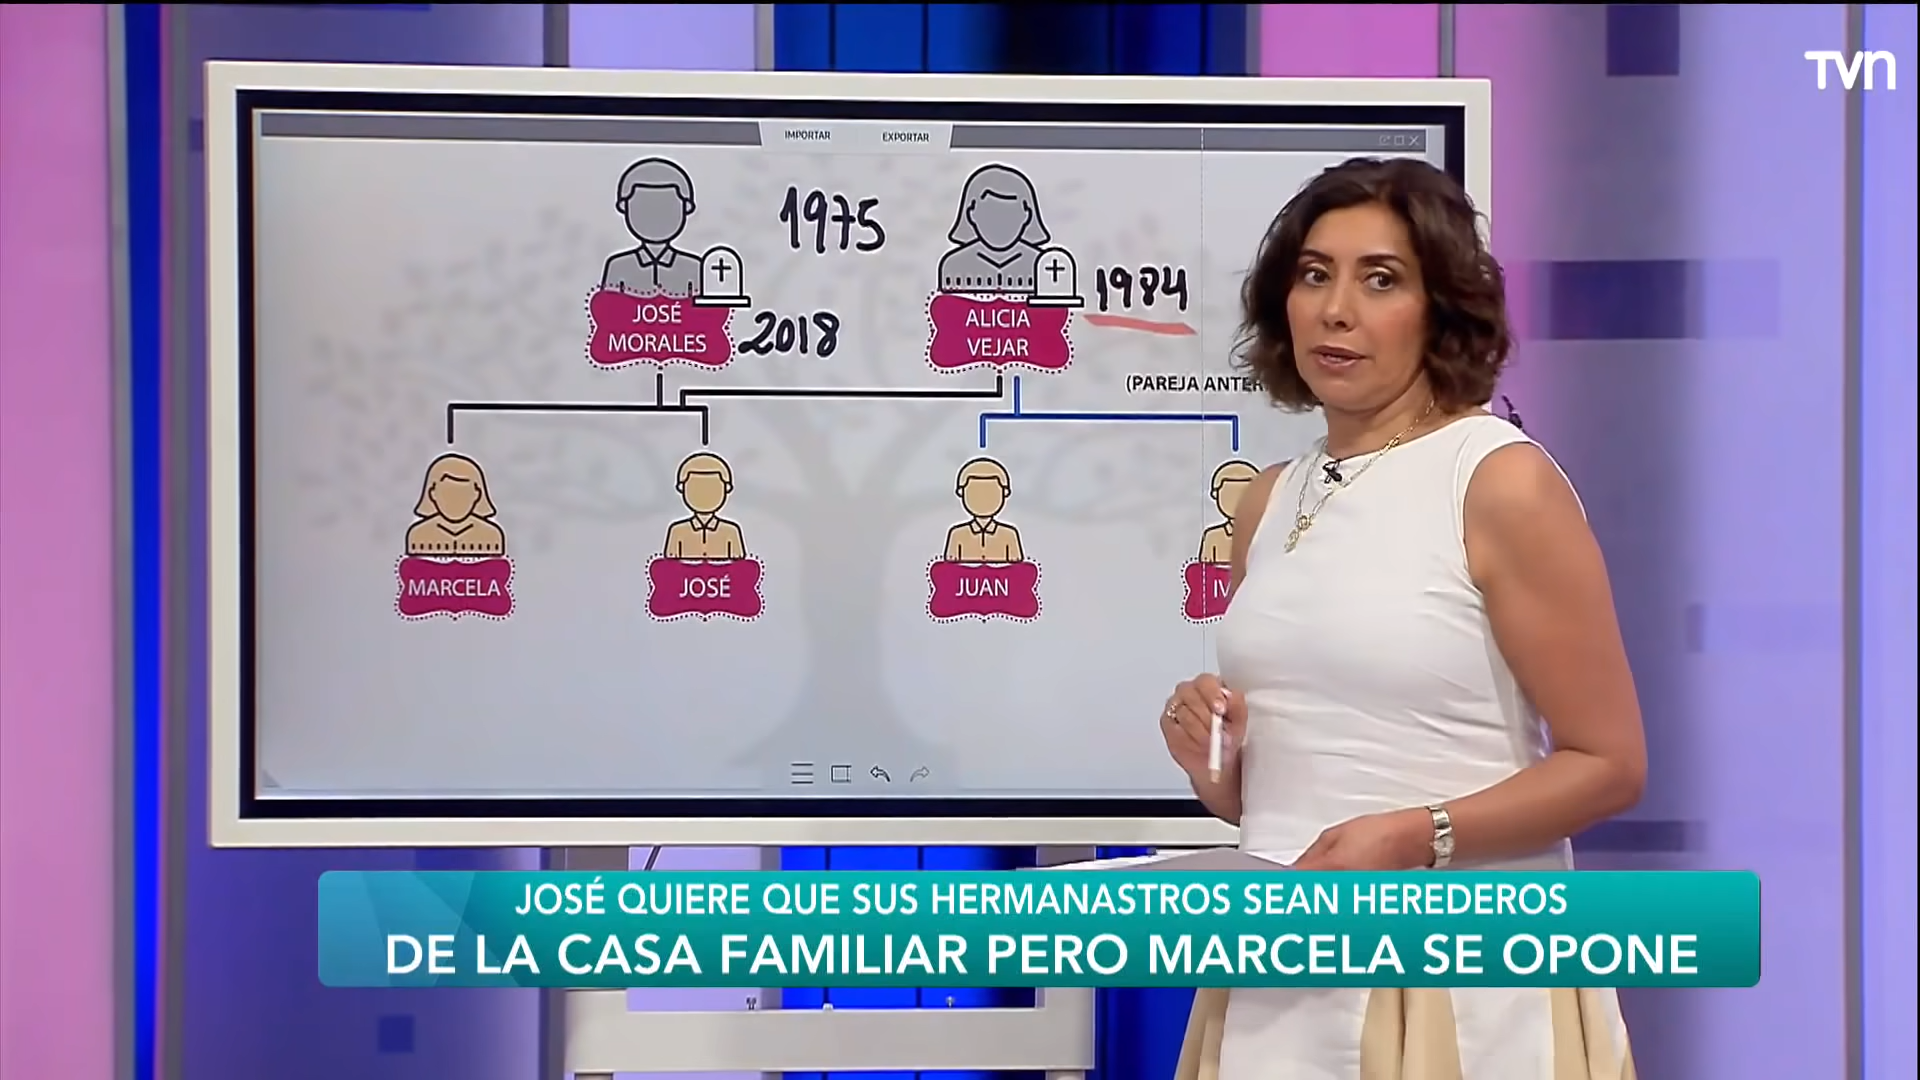 TVN
IMPORTAR
EXPORTAR
1975
1984
JOSÉ
MORALES
2018
ALICIA
VEJAR
MARCELA
JOSÉ
JUAN
JOSÉ QUIERE QUE SUS HERMANASTROS SEAN HEREDEROS
DE LA CASA FAMILIAR PERO MARCELA SE OPONE
(PAREJA